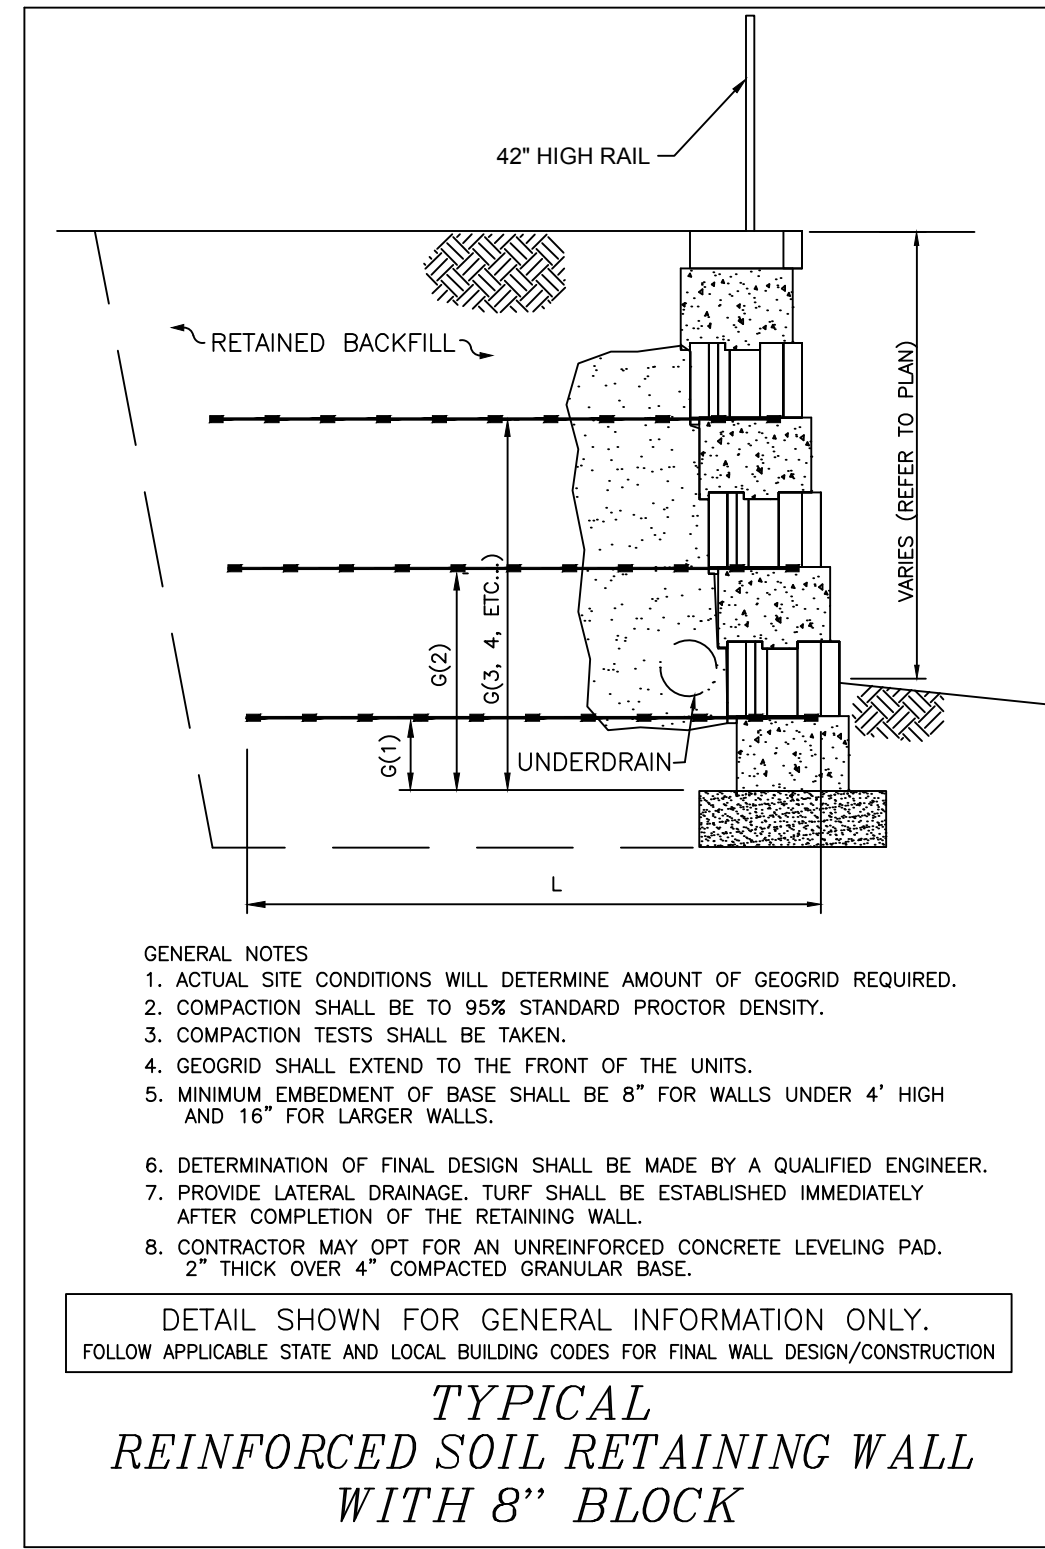 42" HIGH RAIL
RETAINED BACKFILL
VARIES (REFER TO PLAN)
G(3, 4, ETC...)
G(2)
G(1)
UNDERDRAIN
L
GENERAL NOTES
1. ACTUAL SITE CONDITIONS WILL DETERMINE AMOUNT OF GEOGRID REQUIRED.
2. COMPACTION SHALL BE TO 95% STANDARD PROCTOR DENSITY.
3. COMPACTION TESTS SHALL BE TAKEN.
4. GEOGRID SHALL EXTEND TO THE FRONT OF THE UNITS.
5. MINIMUM EMBEDMENT OF BASE SHALL BE 8" FOR WALLS UNDER 4' HIGH
AND 16" FOR LARGER WALLS.
6. DETERMINATION OF FINAL DESIGN SHALL BE MADE BY A QUALIFIED ENGINEER.
7. PROVIDE LATERAL DRAINAGE. TURF SHALL BE ESTABLISHED IMMEDIATELY
AFTER COMPLETION OF THE RETAINING WALL.
8. CONTRACTOR MAY OPT FOR AN UNREINFORCED CONCRETE LEVELING PAD.
2" THICK OVER 4" COMPACTED GRANULAR BASE.
DETAIL SHOWN FOR GENERAL INFORMATION ONLY.
FOLLOW APPLICABLE STATE AND LOCAL BUILDING CODES FOR FINAL WALL DESIGN/CONSTRUCTION
TYPICAL
REINFORCED SOIL RETAINING WALL
WITH 8" BLOCK